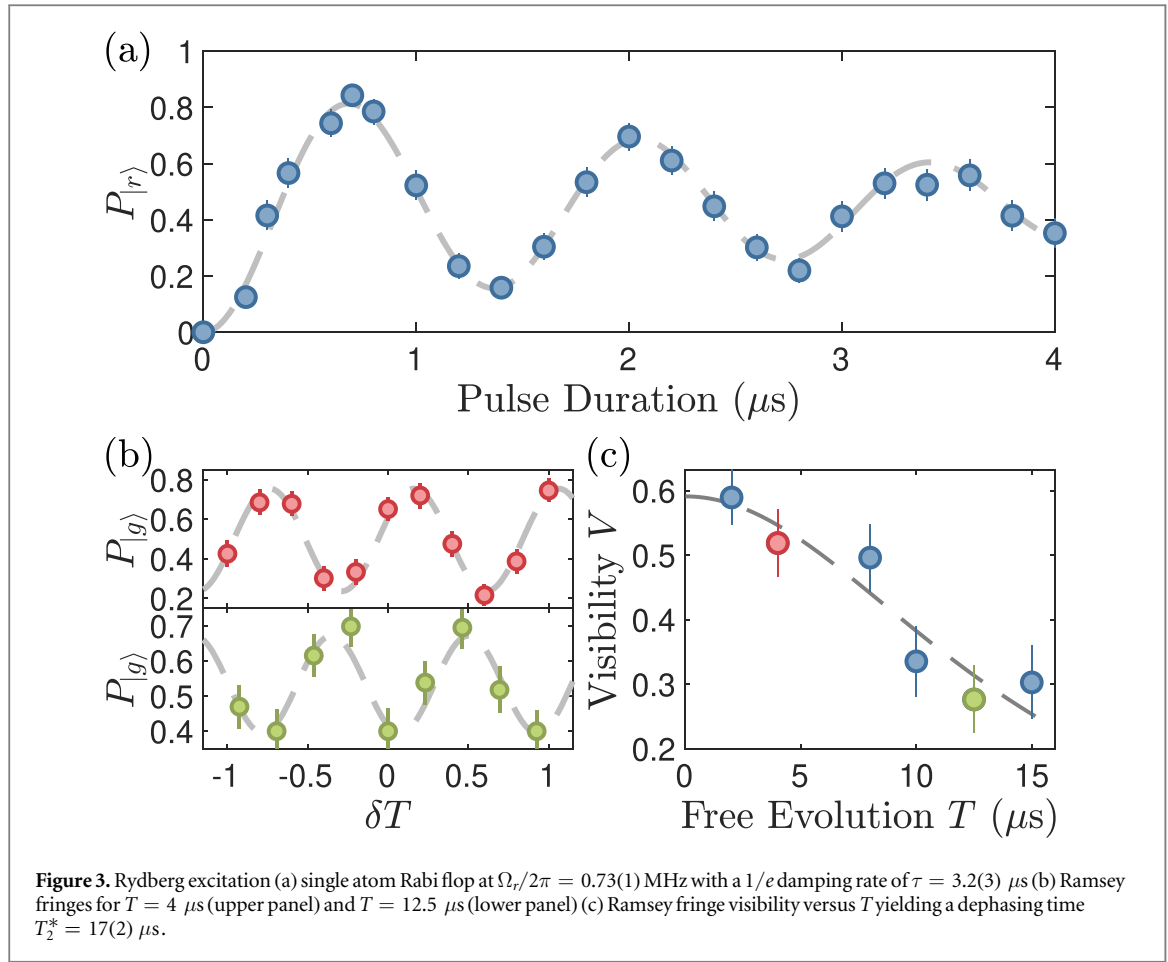 (a)
1
0.8
0.6
0.4
0.2
0
P|r⟩
0 1 2 3 4
Pulse Duration (μs)
(b)
0.8
0.6
0.4
0.2
P|g⟩
0.7
0.6
0.5
0.4
P|g⟩
-1 -0.5 0 0.5 1
δT
(c)
0.6
0.5
0.4
0.3
0.2
Visibility V
0 5 10 15
Free Evolution T (μs)
Figure 3. Rydberg excitation (a) single atom Rabi flop at Ωr/2π = 0.73(1) MHz with a 1/e damping rate of τ = 3.2(3) μs (b) Ramsey
fringes for T = 4 μs (upper panel) and T = 12.5 μs (lower panel) (c) Ramsey fringe visibility versus T yielding a dephasing time
T2* = 17(2) μs.